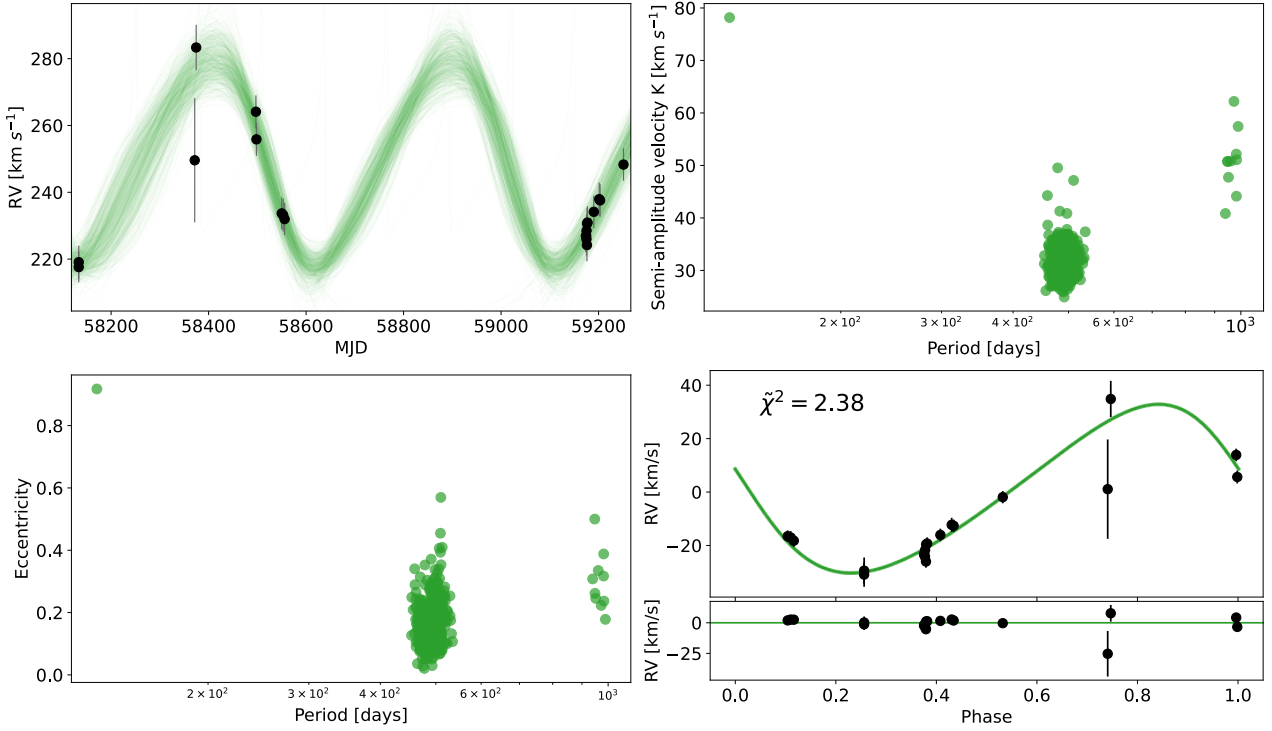 280
260
240
220
RV [km s⁻¹]
58200 58400 58600 58800 59000 59200
MJD
80
70
60
50
40
30
Semi-amplitude velocity K [km s⁻¹]
2 × 10² 3 × 10² 4 × 10² 6 × 10² 10³
Period [days]
0.8
0.6
0.4
0.2
0.0
Eccentricity
2 × 10² 3 × 10² 4 × 10² 6 × 10² 10³
Period [days]
χ̃² = 2.38
40
20
0
−20
RV [km/s]
0
−25
RV [km/s]
0.0 0.2 0.4 0.6 0.8 1.0
Phase